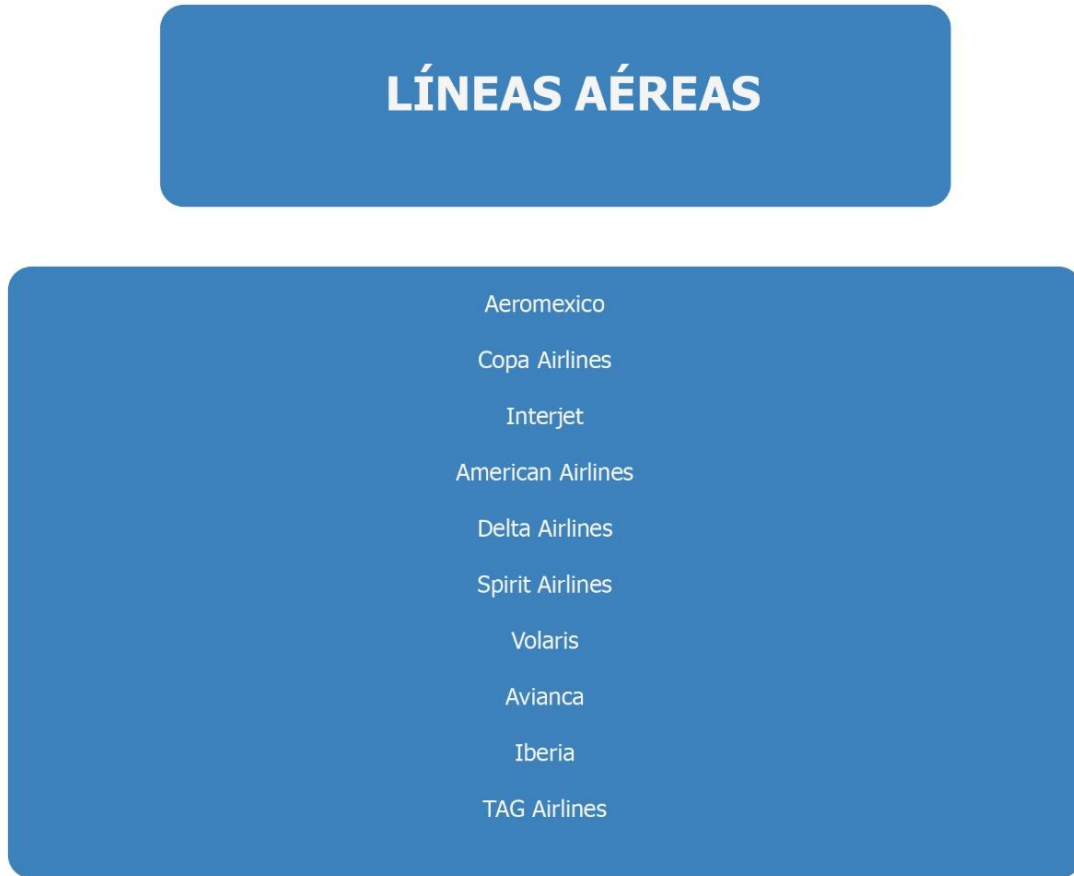 LÍNEAS AÉREAS
Aeromexico
Copa Airlines
Interjet
American Airlines
Delta Airlines
Spirit Airlines
Volaris
Avianca
Iberia
TAG Airlines